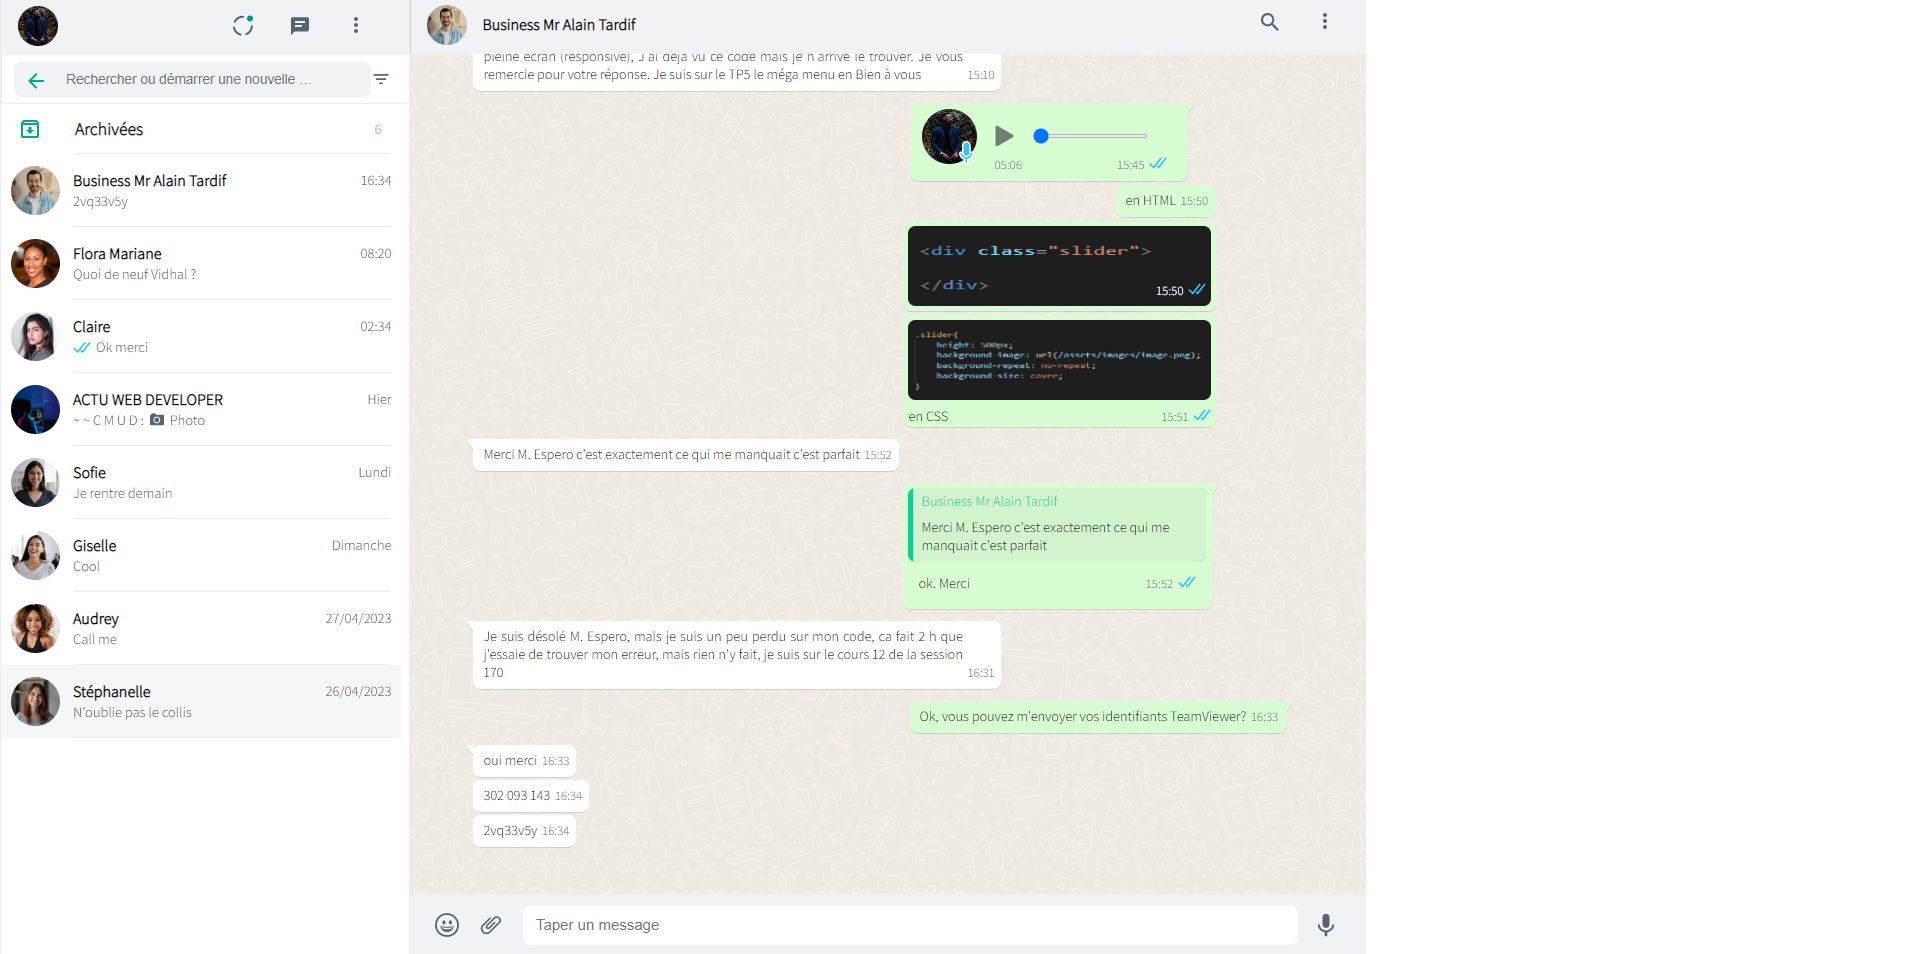 Rechercher ou démarrer une nouvelle ...
Archivées
6
Business Mr Alain Tardif
16:34
2vq33v5y
Flora Mariane
08:20
Quoi de neuf Vidhal ?
Claire
02:34
Ok merci
ACTU WEB DEVELOPER
Hier
~ ~ C M U D : Photo
Sofie
Lundi
Je rentre demain
Giselle
Dimanche
Cool
Audrey
27/04/2023
Call me
Stéphanelle
26/04/2023
N'oublie pas le collis
Business Mr Alain Tardif
pleine ecran (responsive), J'ai deja vu ce code mais je n'arrive le trouver. Je vous
remercie pour votre réponse. Je suis sur le TP5 le méga menu en Bien à vous
15:10
05:06
15:45
en HTML 15:50
<div class="slider">
</div>
15:50
.slider{
height: 500px;
background-image: url(/assets/images/image.png);
background-repeat: no-repeat;
background-size: cover;
}
en CSS
15:51
Merci M. Espero c'est exactement ce qui me manquait c'est parfait 15:52
Business Mr Alain Tardif
Merci M. Espero c'est exactement ce qui me
manquait c'est parfait
ok. Merci
15:52
Je suis désolé M. Espero, mais je suis un peu perdu sur mon code, ca fait 2 h que
j'essaie de trouver mon erreur, mais rien n'y fait, je suis sur le cours 12 de la session
170
16:31
Ok, vous pouvez m'envoyer vos identifiants TeamViewer? 16:33
oui merci 16:33
302 093 143 16:34
2vq33v5y 16:34
Taper un message